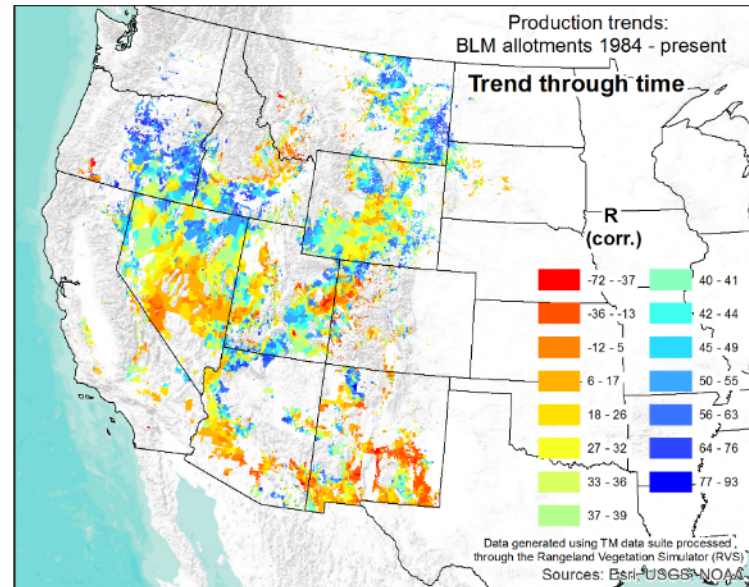 Production trends:
BLM allotments 1984 - present
Trend through time
R
(corr.)
-72 - -37
-36 - -13
-12 - 5
6 - 17
18 - 26
27 - 32
33 - 36
37 - 39
40 - 41
42 - 44
45 - 49
50 - 55
56 - 63
64 - 76
77 - 93
Data generated using TM data suite processed
through the Rangeland Vegetation Simulator (RVS)
Sources: Esri, USGS, NOAA